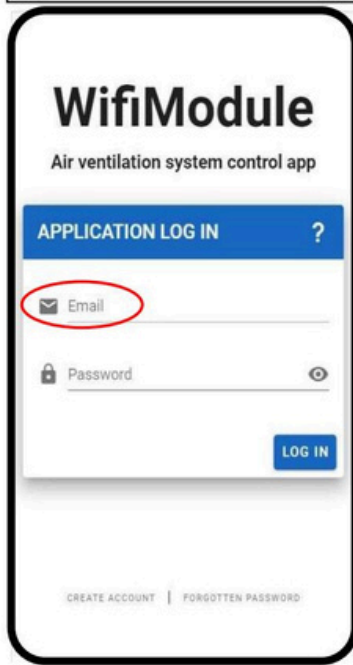 WifiModule
Air ventilation system control app
APPLICATION LOG IN ?
Email
Password
LOG IN
CREATE ACCOUNT | FORGOTTEN PASSWORD